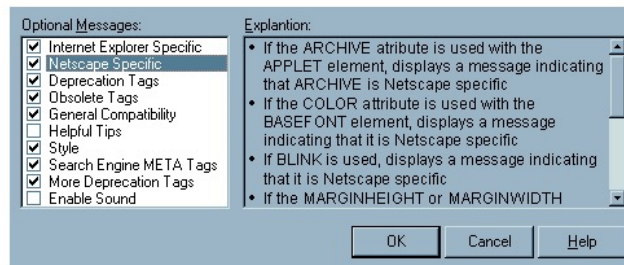 Optional Messages:
Internet Explorer Specific
Netscape Specific
Deprecation Tags
Obsolete Tags
General Compatibility
Helpful Tips
Style
Search Engine META Tags
More Deprecation Tags
Enable Sound
Explantion:
• If the ARCHIVE atribute is used with the
APPLET element, displays a message indicating
that ARCHIVE is Netscape specific
• If the COLOR attribute is used with the
BASEFONT element, displays a message
indicating that it is Netscape specific
• If BLINK is used, displays a message indicating
that it is Netscape specific
• If the MARGINHEIGHT or MARGINWIDTH
OK
Cancel
Help